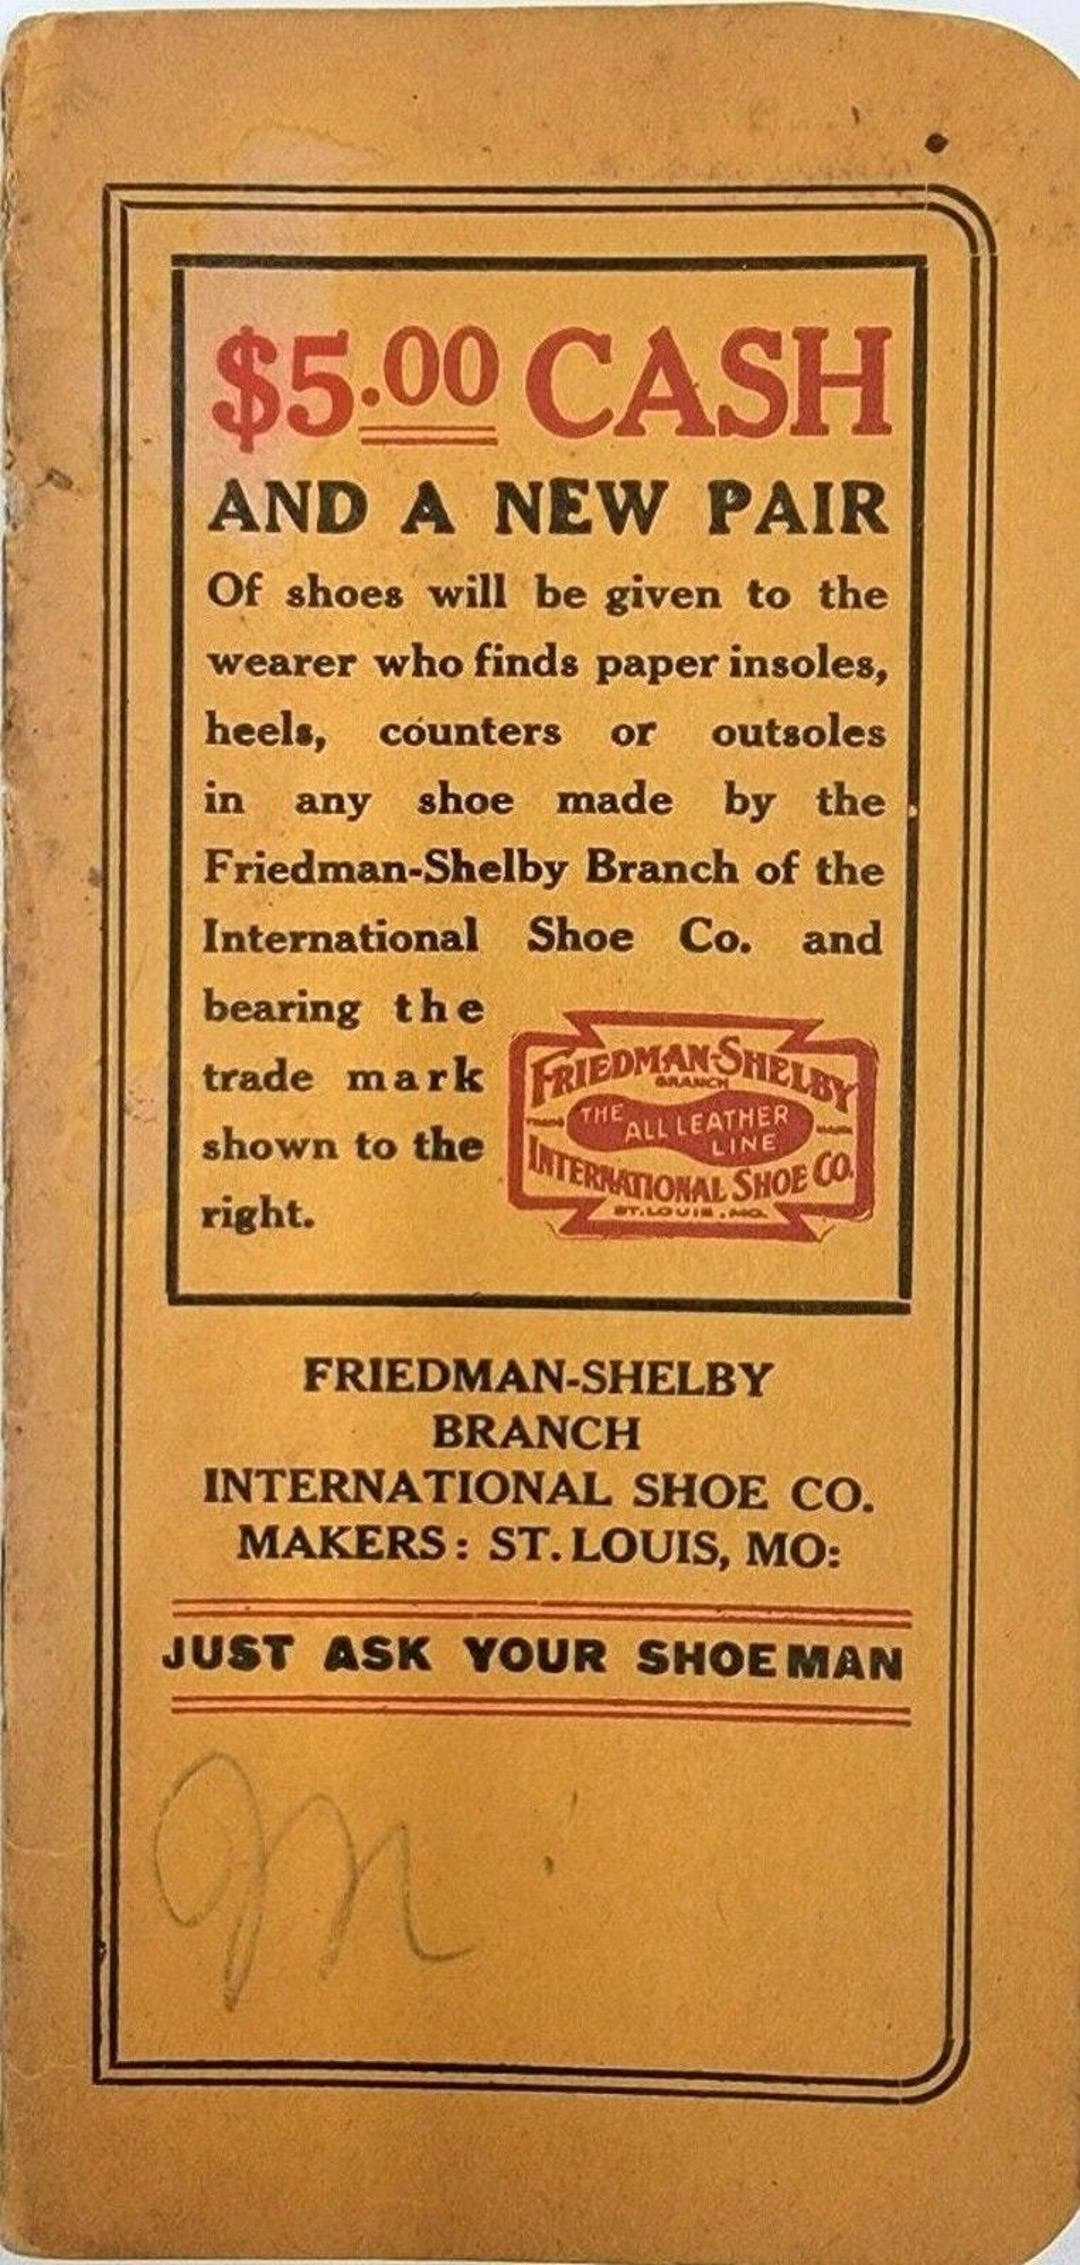 $5.00 CASH
AND A NEW PAIR
Of shoes will be given to the
wearer who finds paper insoles,
heels, counters or outsoles
in any shoe made by the
Friedman-Shelby Branch of the
International Shoe Co. and
bearing the
trade mark
shown to the
right.
FRIEDMAN-SHELBY
BRANCH
TRADE MARK
THE
ALL LEATHER
LINE
INTERNATIONAL SHOE CO.
ST. LOUIS, MO.
FRIEDMAN-SHELBY
BRANCH
INTERNATIONAL SHOE CO.
MAKERS: ST. LOUIS, MO:
JUST ASK YOUR SHOEMAN
M